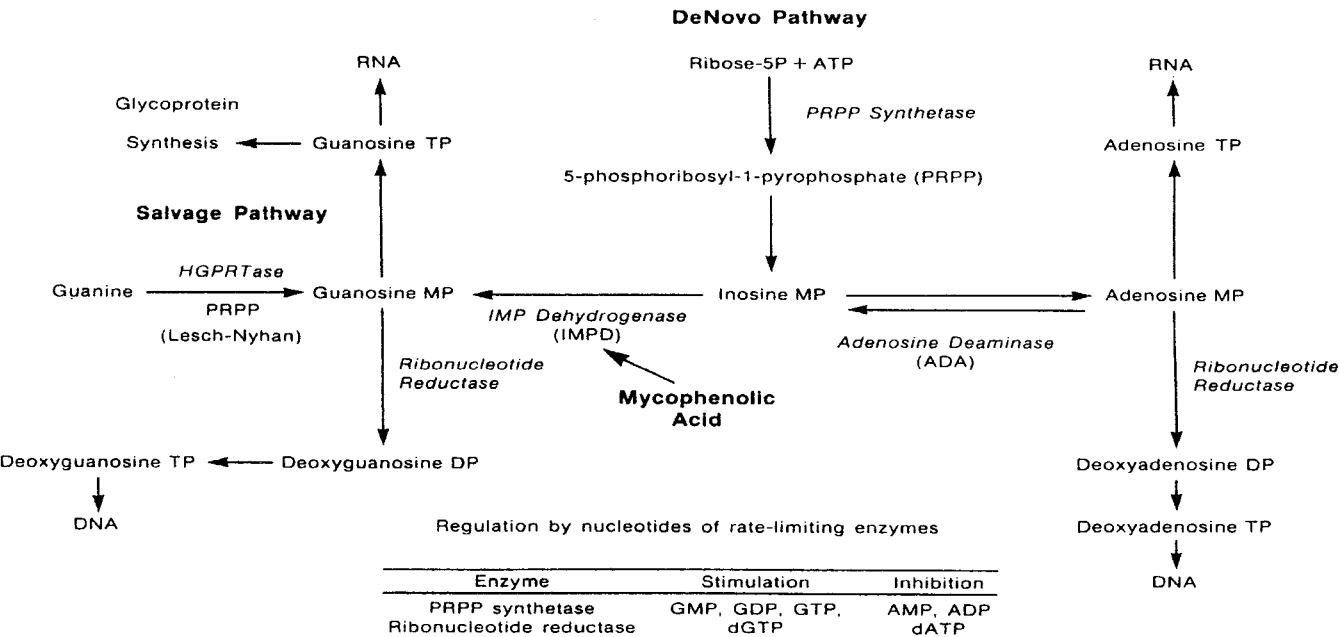 DeNovo Pathway
RNA
Ribose-5P + ATP
RNA
Glycoprotein
Synthesis
Guanosine TP
PRPP Synthetase
Adenosine TP
5-phosphoribosyl-1-pyrophosphate (PRPP)
Salvage Pathway
HGPRTase
Guanine
Guanosine MP
Inosine MP
Adenosine MP
PRPP
(Lesch-Nyhan)
IMP Dehydrogenase
(IMPD)
Adenosine Deaminase
(ADA)
Ribonucleotide
Reductase
Mycophenolic
Acid
Ribonucleotide
Reductase
Deoxyguanosine TP
Deoxyguanosine DP
Deoxyadenosine DP
DNA
Deoxyadenosine TP
DNA
Regulation by nucleotides of rate-limiting enzymes
Enzyme Stimulation Inhibition
PRPP synthetase GMP, GDP, GTP, AMP, ADP
Ribonucleotide reductase dGTP dATP